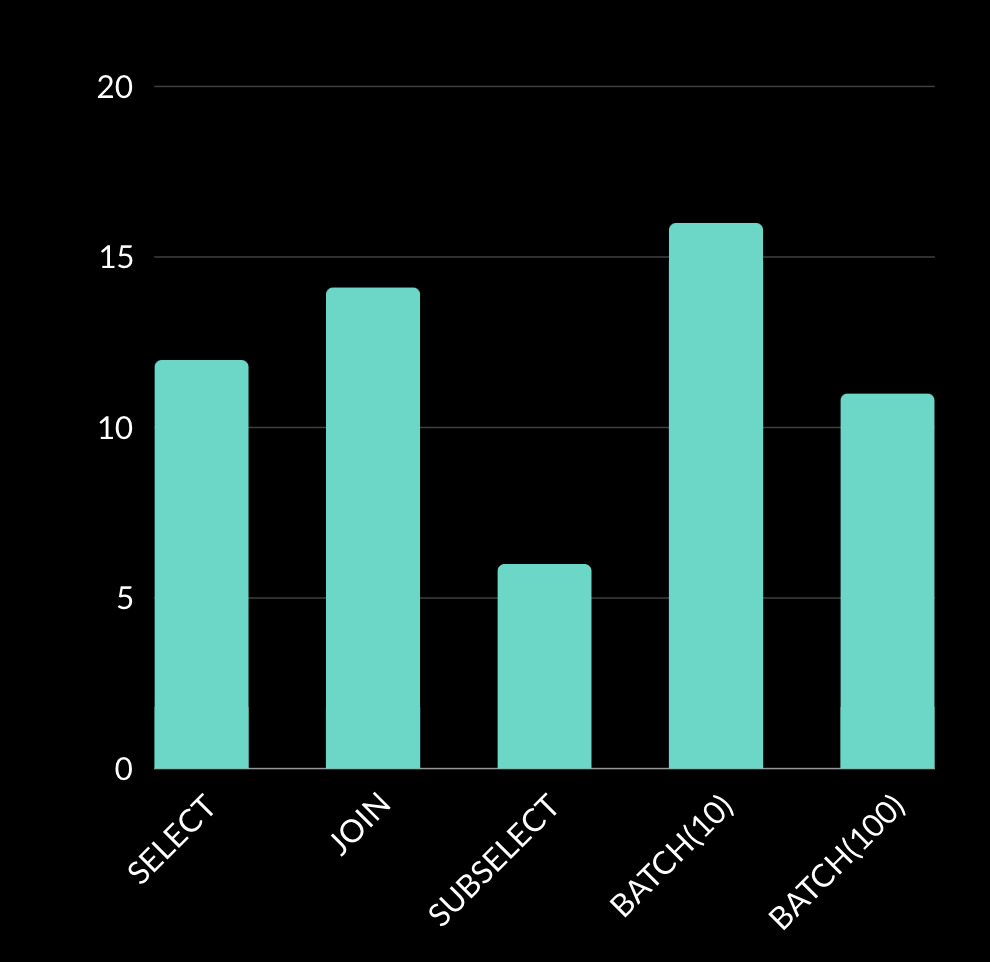 20
15
10
5
0
SELECT
JOIN
SUBSELECT
BATCH(10)
BATCH(100)